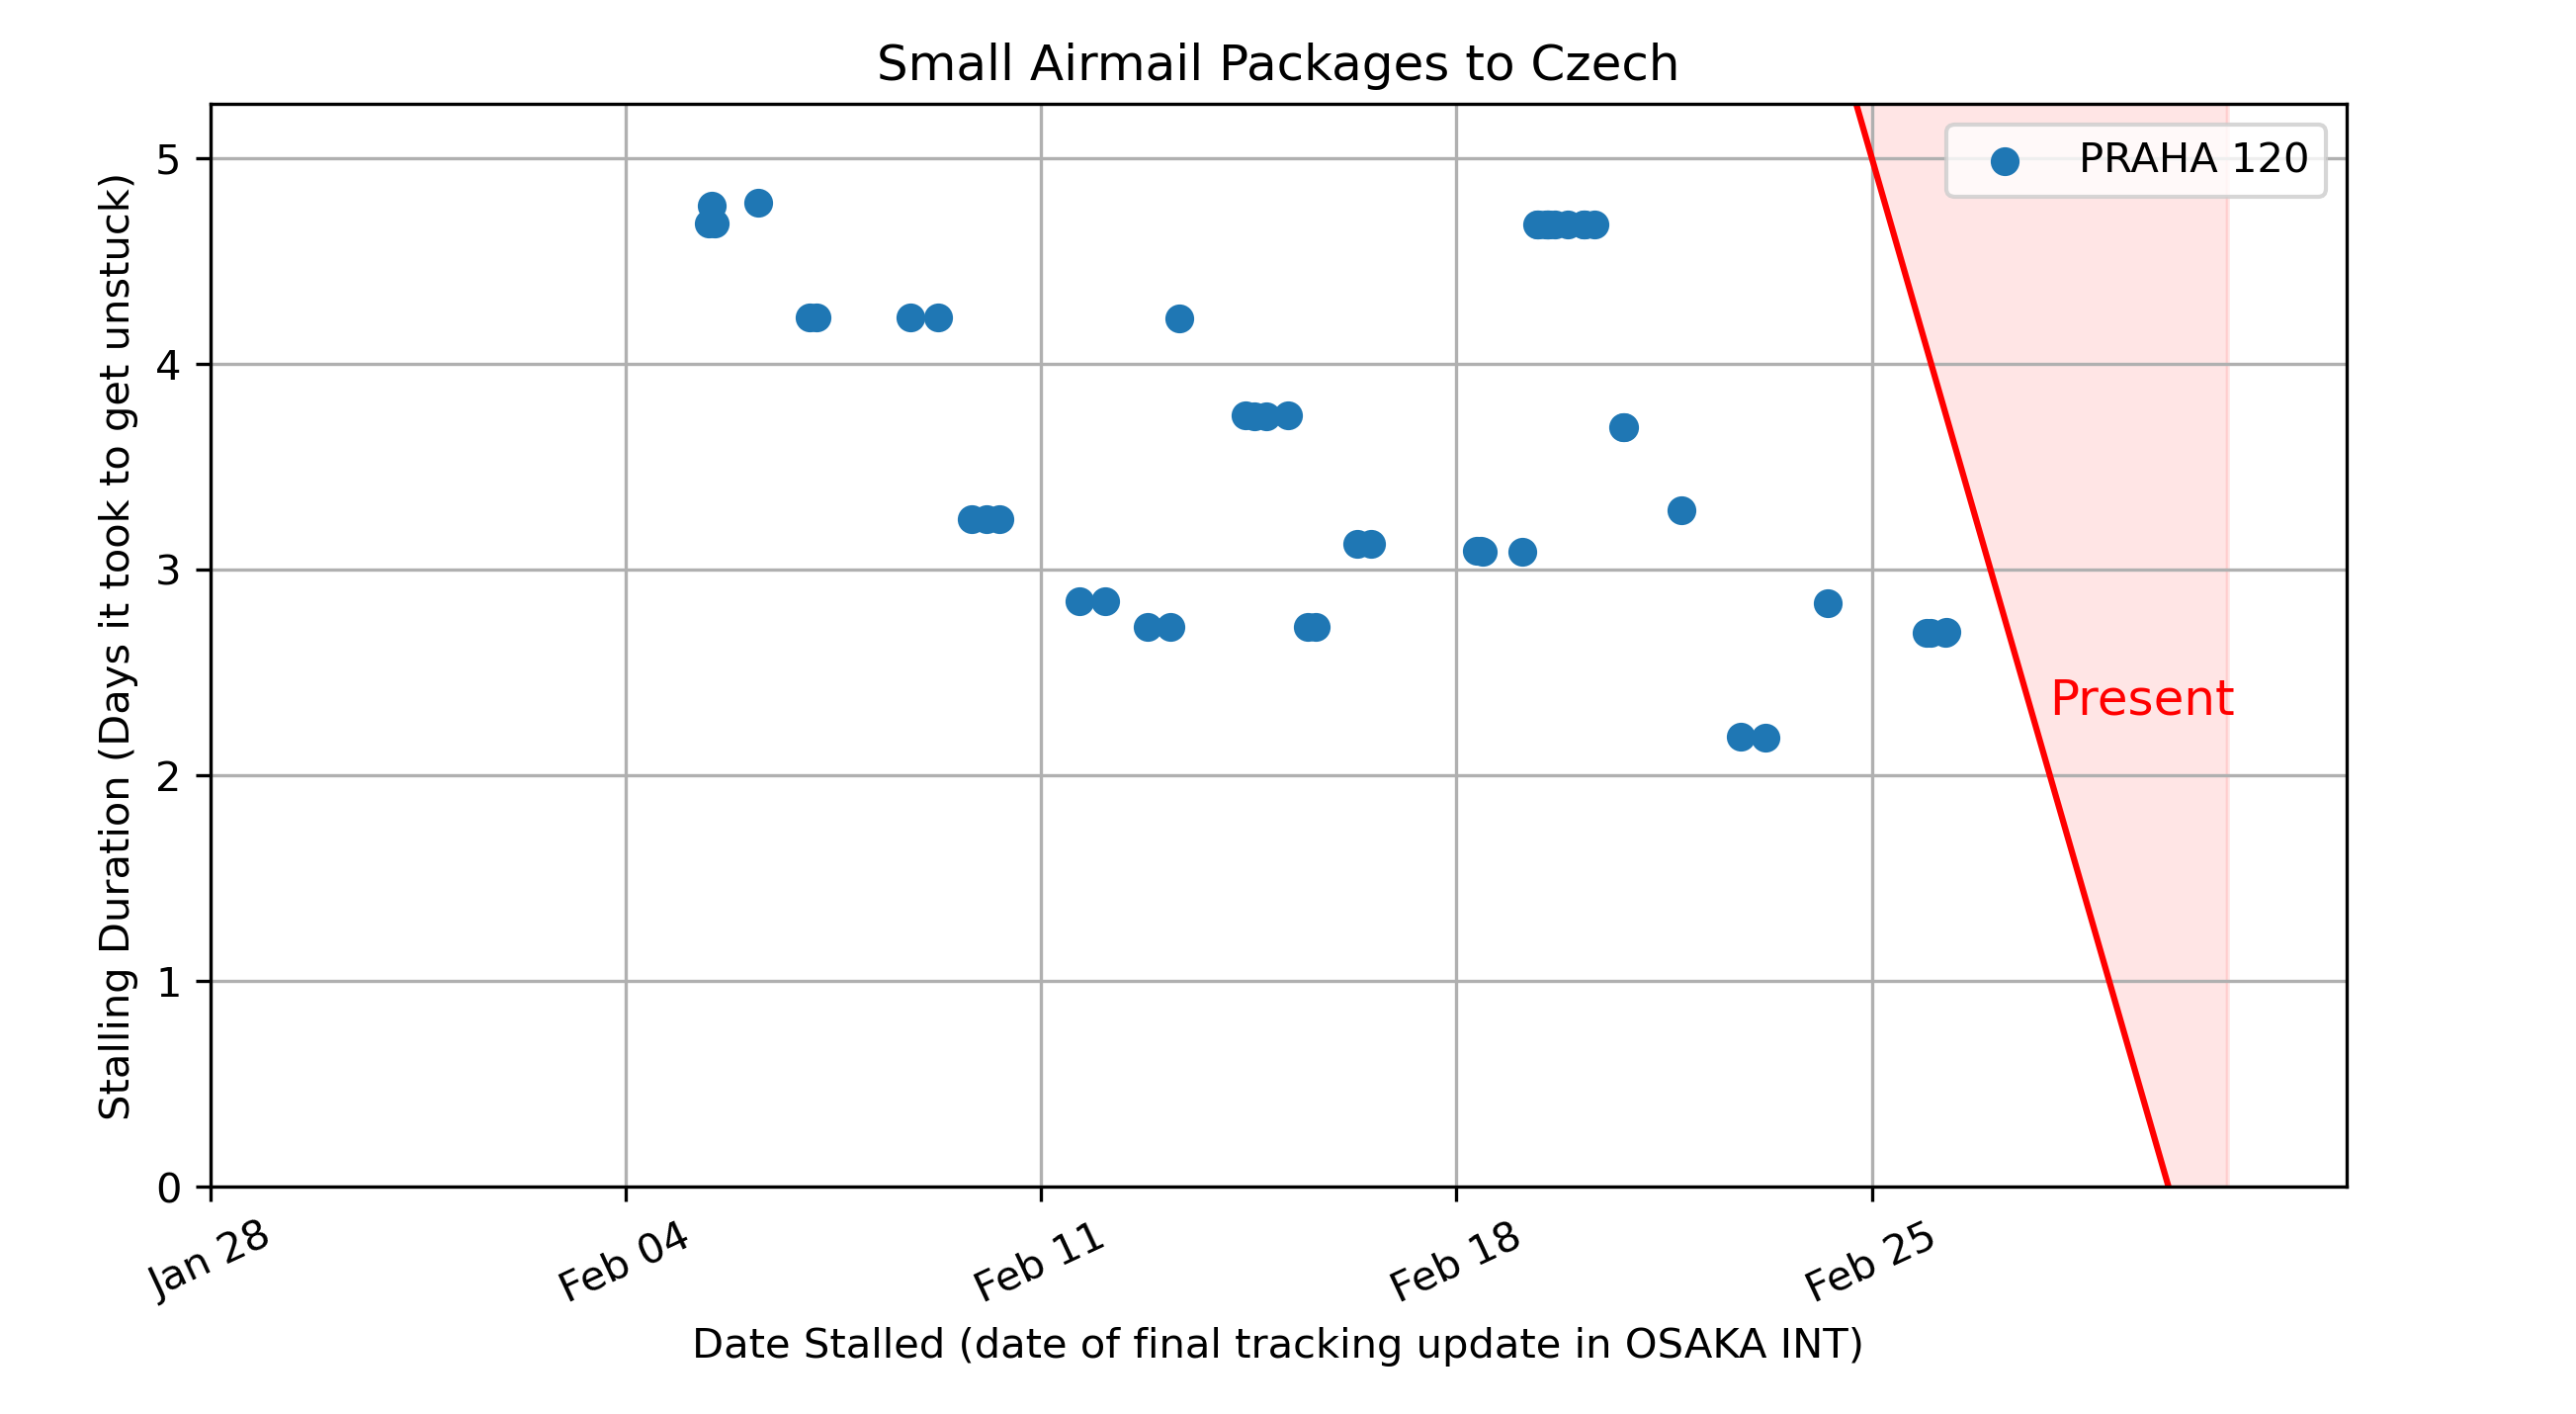 Small Airmail Packages to Czech
PRAHA 120
Stalling Duration (Days it took to get unstuck)
5
4
3
2
1
0
Present
Jan 28
Feb 04
Feb 11
Feb 18
Feb 25
Date Stalled (date of final tracking update in OSAKA INT)